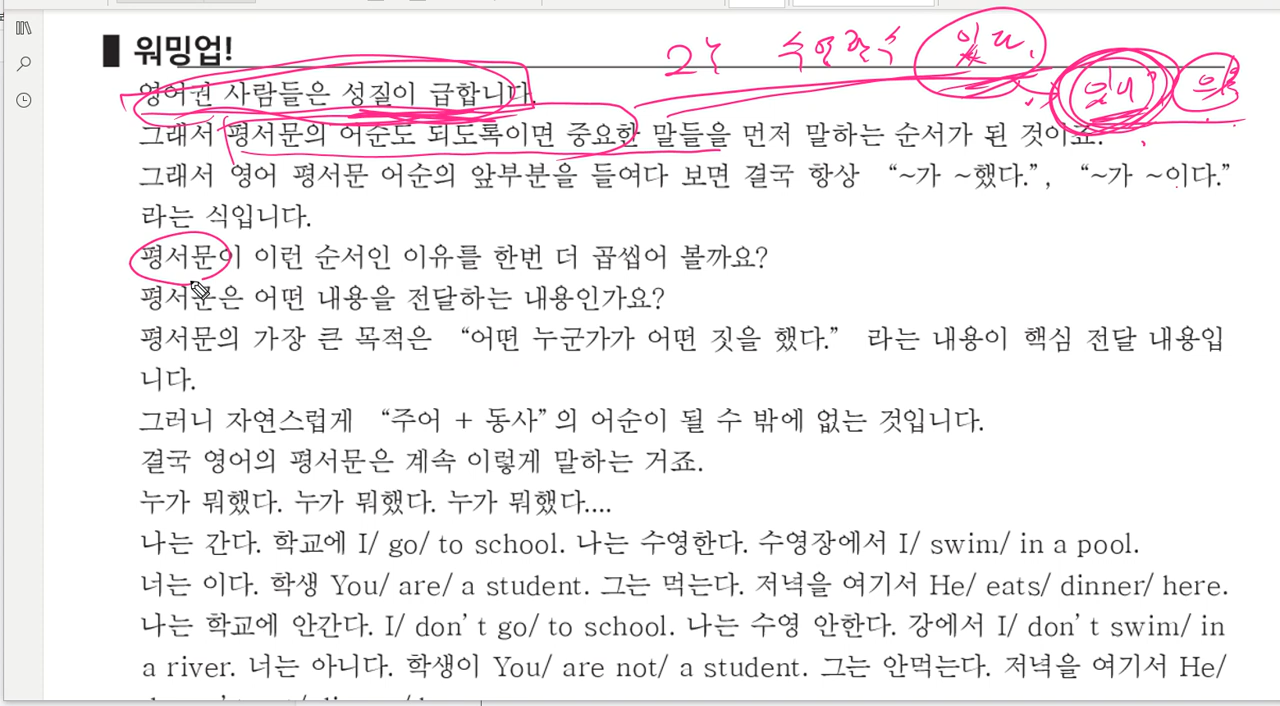 워밍업!
그는 수영할수 있다.
있니? 으응
영어권 사람들은 성질이 급합니다.
그래서 평서문의 어순도 되도록이면 중요한 말들을 먼저 말하는 순서가 된 것이죠.
그래서 영어 평서문 어순의 앞부분을 들여다 보면 결국 항상 “~가 ~했다.”, “~가 ~이다.”
라는 식입니다.
평서문이 이런 순서인 이유를 한번 더 곱씹어 볼까요?
평서문은 어떤 내용을 전달하는 내용인가요?
평서문의 가장 큰 목적은 “어떤 누군가가 어떤 짓을 했다.” 라는 내용이 핵심 전달 내용입
니다.
그러니 자연스럽게 “주어 + 동사”의 어순이 될 수 밖에 없는 것입니다.
결국 영어의 평서문은 계속 이렇게 말하는 거죠.
누가 뭐했다. 누가 뭐했다. 누가 뭐했다....
나는 간다. 학교에 I/ go/ to school. 나는 수영한다. 수영장에서 I/ swim/ in a pool.
너는 이다. 학생 You/ are/ a student. 그는 먹는다. 저녁을 여기서 He/ eats/ dinner/ here.
나는 학교에 안간다. I/ don’t go/ to school. 나는 수영 안한다. 강에서 I/ don’t swim/ in
a river. 너는 아니다. 학생이 You/ are not/ a student. 그는 안먹는다. 저녁을 여기서 He/